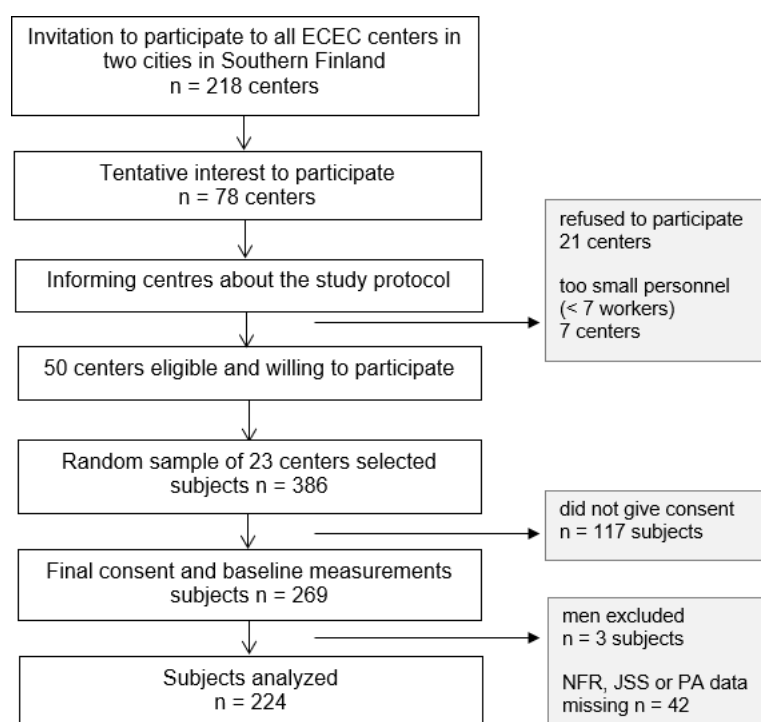 Invitation to participate to all ECEC centers in
two cities in Southern Finland
n = 218 centers
Tentative interest to participate
n = 78 centers
refused to participate
21 centers
too small personnel
(< 7 workers)
7 centers
Informing centres about the study protocol
50 centers eligible and willing to participate
Random sample of 23 centers selected
subjects n = 386
did not give consent
n = 117 subjects
Final consent and baseline measurements
subjects n = 269
men excluded
n = 3 subjects
NFR, JSS or PA data
missing n = 42
Subjects analyzed
n = 224